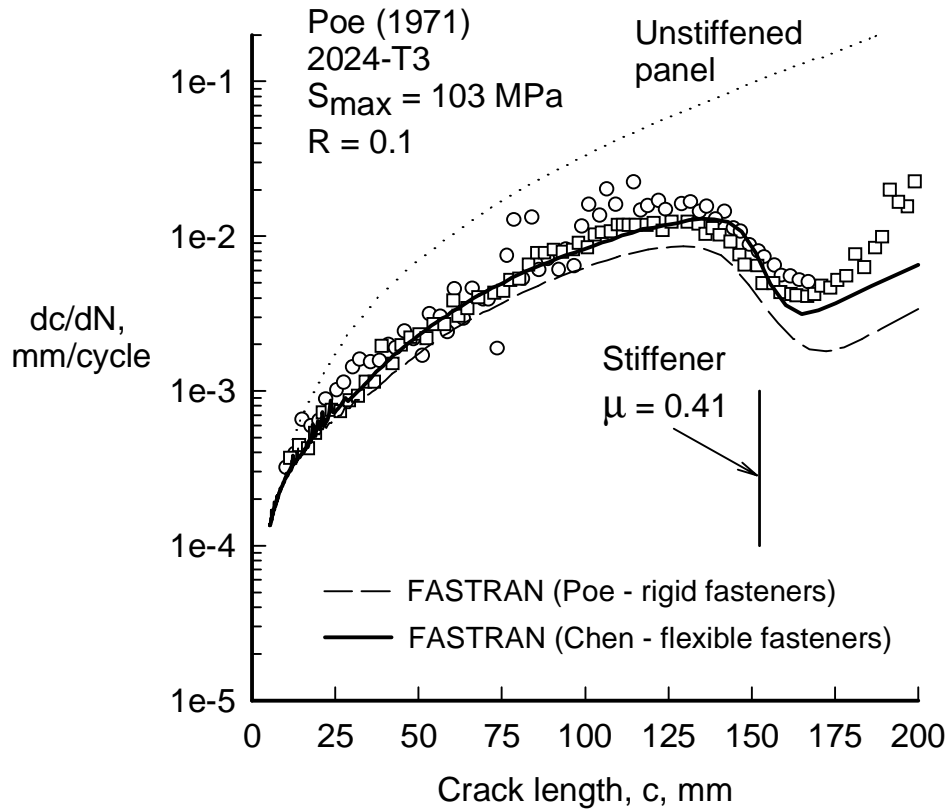 Poe (1971)
2024-T3
Smax = 103 MPa
R = 0.1
Unstiffened
panel
1e-1
1e-2
1e-3
1e-4
1e-5
dc/dN,
mm/cycle
Stiffener
μ = 0.41
FASTRAN (Poe - rigid fasteners)
FASTRAN (Chen - flexible fasteners)
0 25 50 75 100 125 150 175 200
Crack length, c, mm